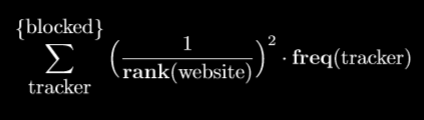 {blocked}
∑ (1/rank(website))² · freq(tracker)
tracker